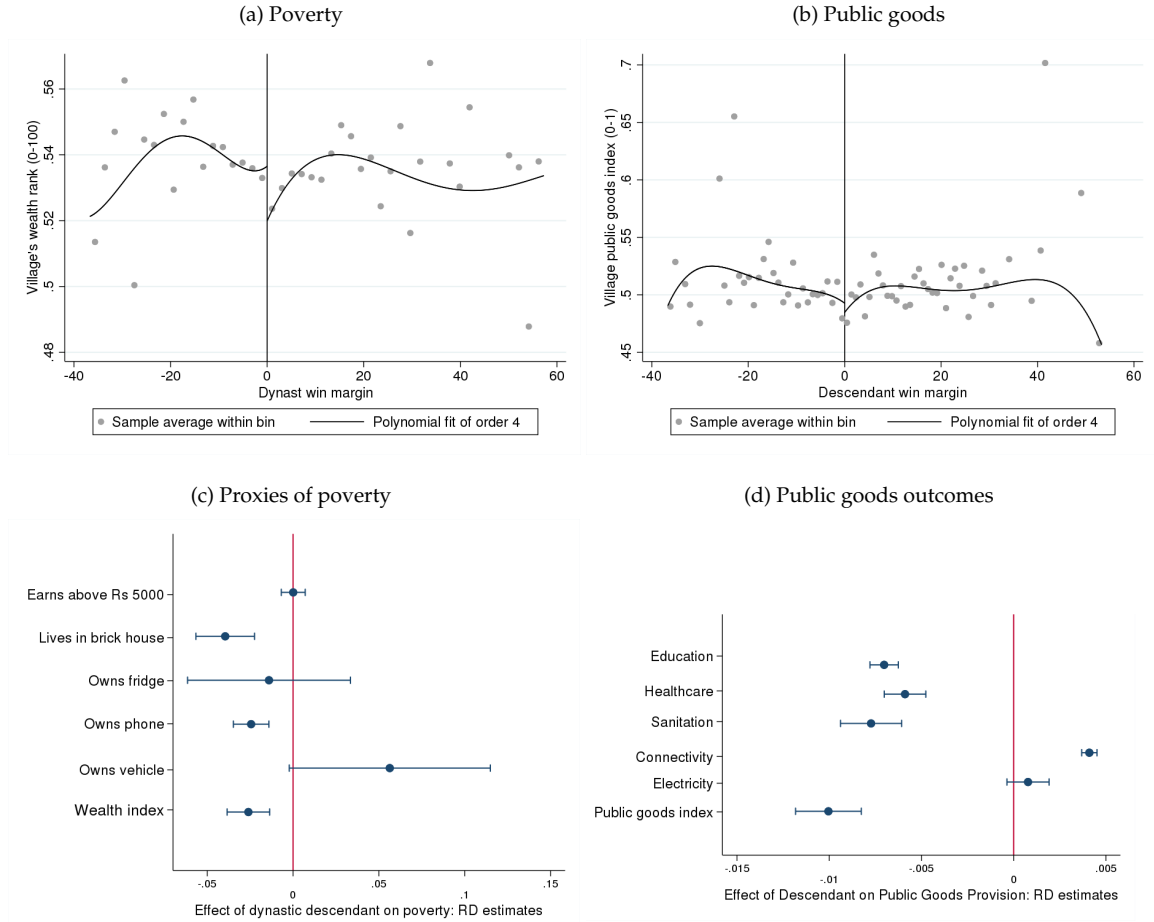 (a) Poverty
Village's wealth rank (0-100)
.56
.54
.52
.5
.48
-40
-20
0
20
40
60
Dynast win margin
Sample average within bin
Polynomial fit of order 4
(b) Public goods
Village public goods index (0-1)
.7
.65
.6
.55
.5
.45
-40
-20
0
20
40
60
Descendant win margin
Sample average within bin
Polynomial fit of order 4
(c) Proxies of poverty
Earns above Rs 5000
Lives in brick house
Owns fridge
Owns phone
Owns vehicle
Wealth index
-.05
0
.05
.1
.15
Effect of dynastic descendant on poverty: RD estimates
(d) Public goods outcomes
Education
Healthcare
Sanitation
Connectivity
Electricity
Public goods index
-.015
-.01
-.005
0
.005
Effect of Descendant on Public Goods Provision: RD estimates